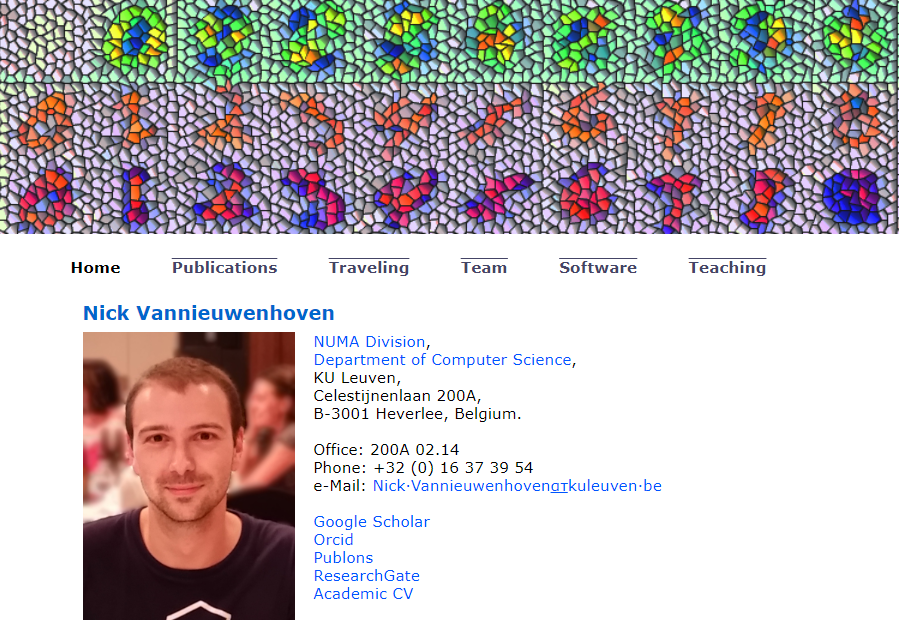 Home Publications Traveling Team Software Teaching
Nick Vannieuwenhoven
NUMA Division,
Department of Computer Science,
KU Leuven,
Celestijnenlaan 200A,
B-3001 Heverlee, Belgium.
Office: 200A 02.14
Phone: +32 (0) 16 37 39 54
e-Mail: Nick·Vannieuwenhovenατkuleuven·be
Google Scholar
Orcid
Publons
ResearchGate
Academic CV